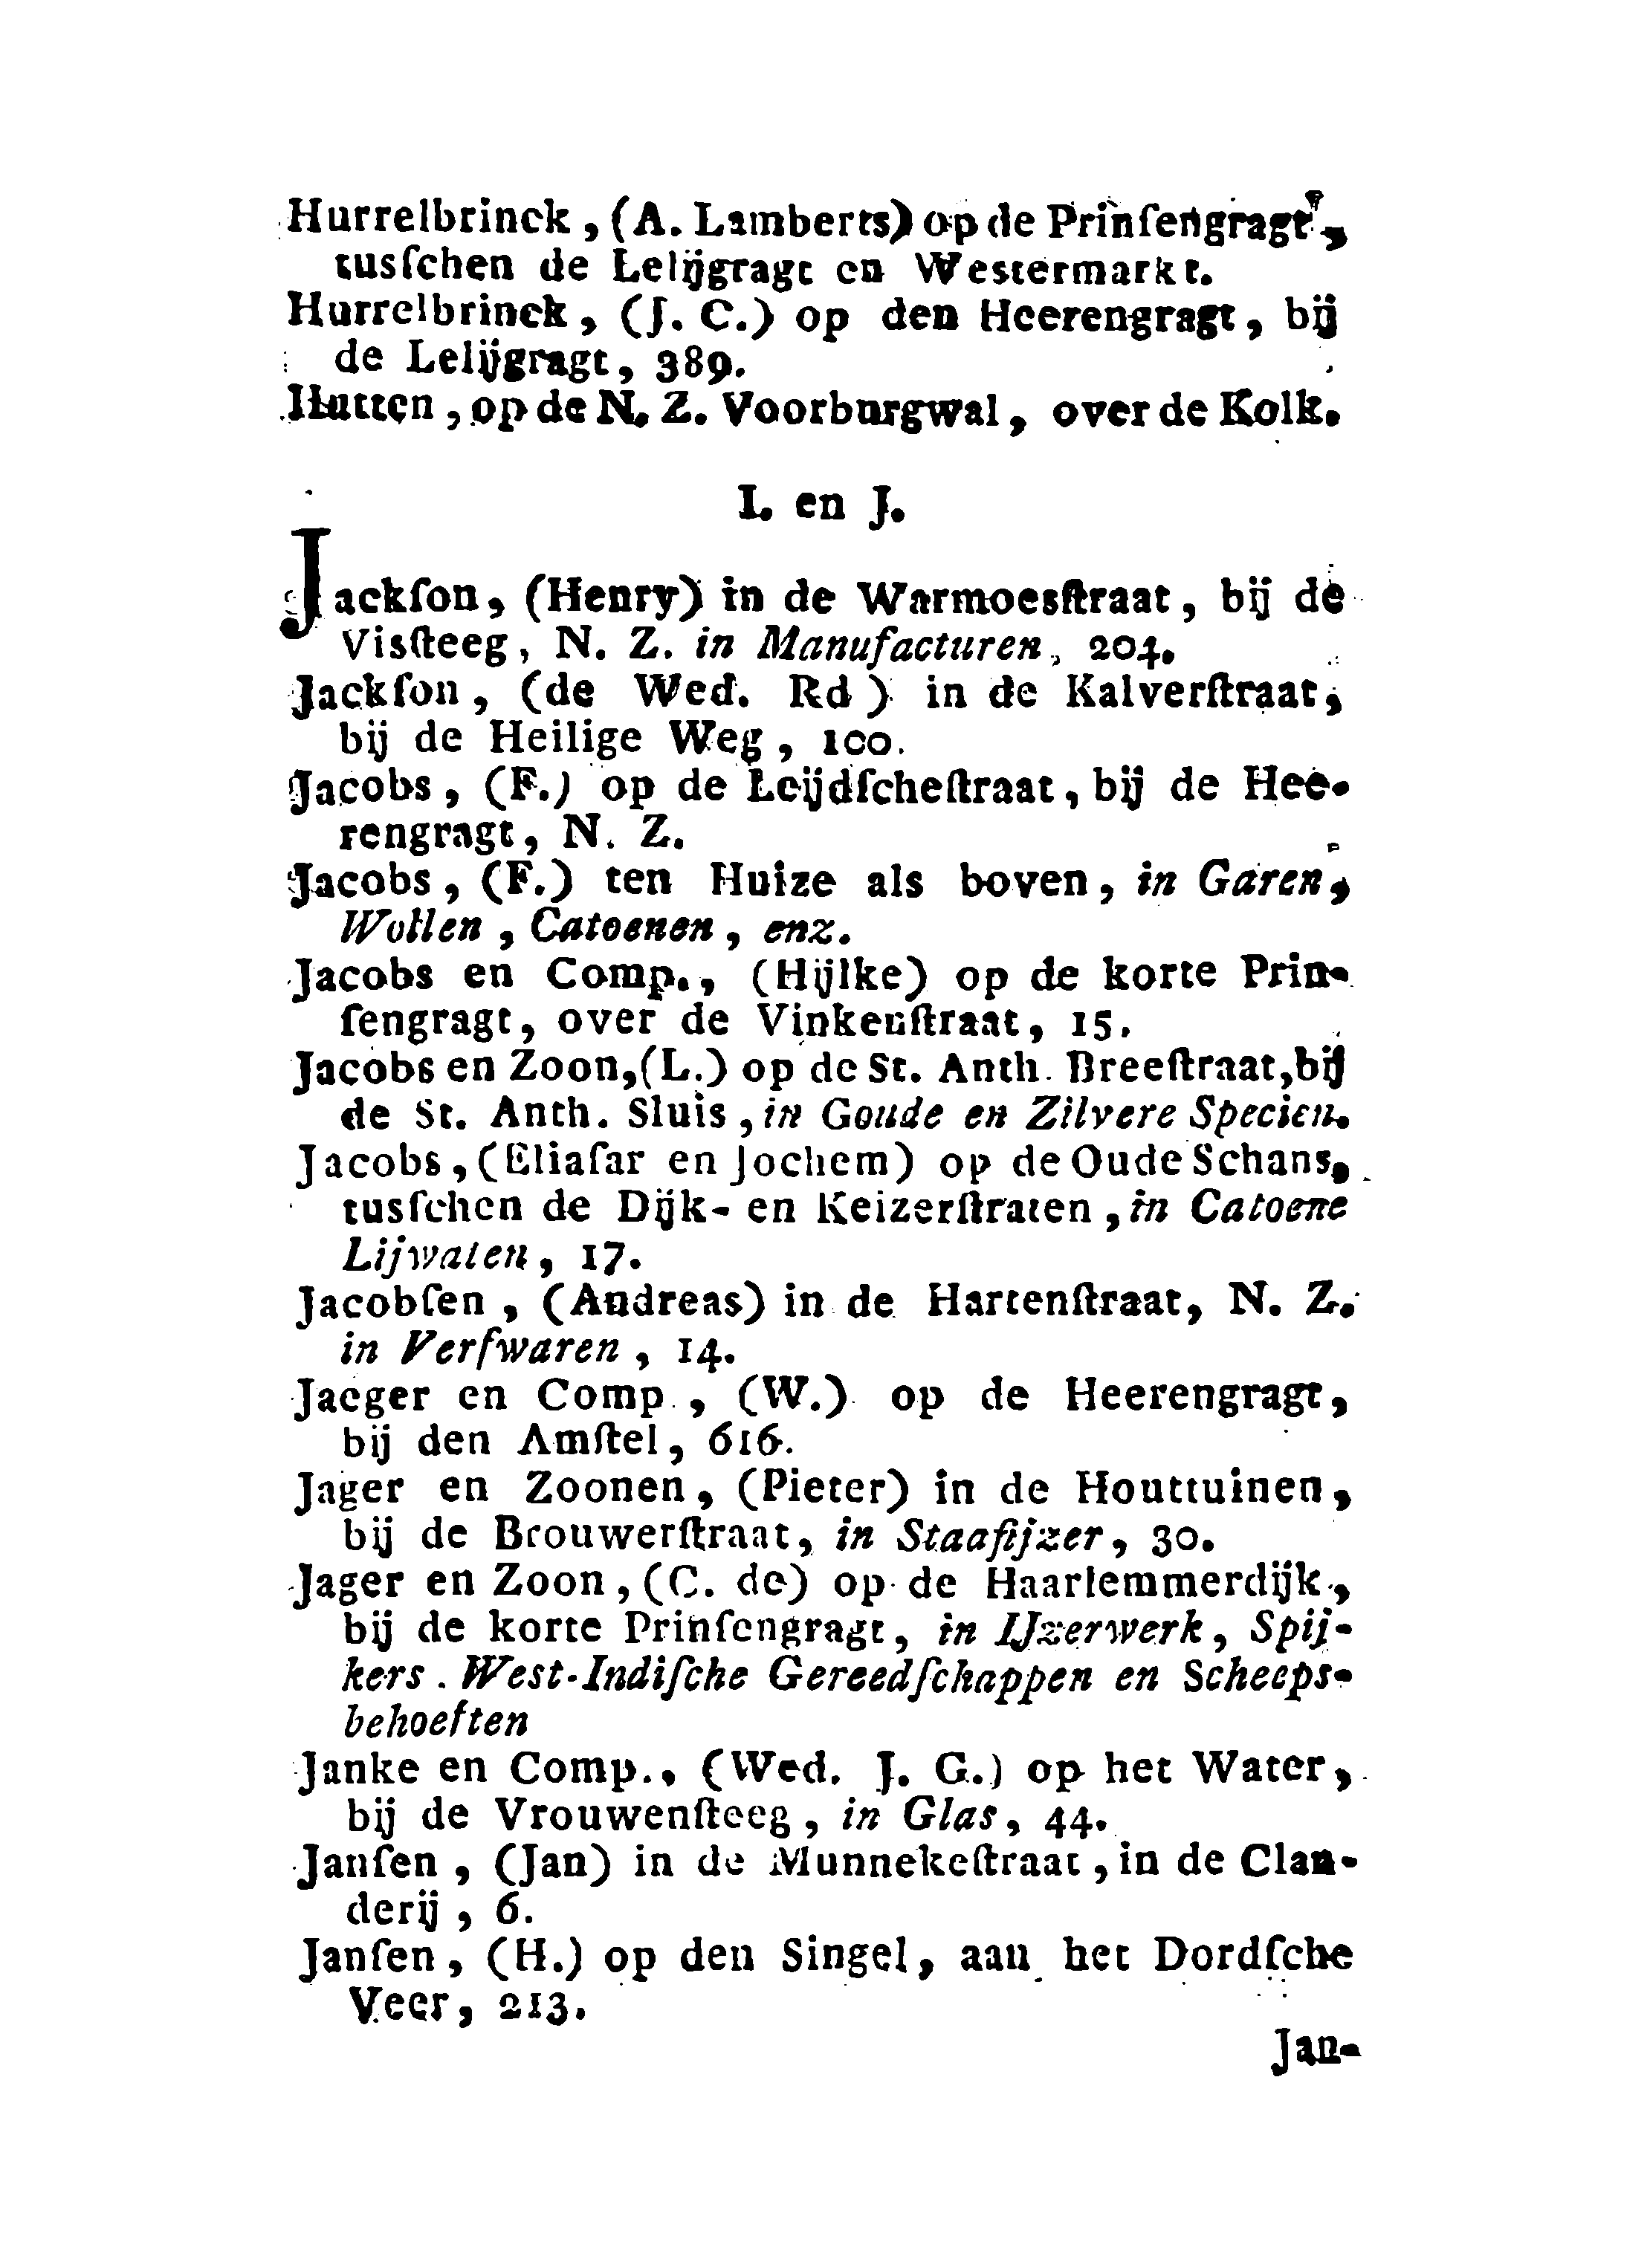 Hurrelbrinck, (A. Lamberts) op de Prinſengragt,
tusſchen de Lelijgragt en Westermarkt.
Hurrelbrinck, (J. C.) op den Heerengragt, bij
de Lelijgragt, 389.
Hutten, op de N. Z. Voorburgwal, over de Kolk.
I. en J.
Jackſon, (Henry) in de Warmoesſtraat, bij de
Visſteeg, N. Z. in Manufacturen, 204.
Jackſon, (de Wed. Rd ) in de Kalverſtraat,
bij de Heilige Weg, 100.
Jacobs, (F.) op de Leijdſcheſtraat, bij de Hee-
rengragt, N. Z.
Jacobs, (F.) ten Huize als boven, in Garen,
Wollen, Catoenen, enz.
Jacobs en Comp., (Hijlke) op de korte Prin-
ſengragt, over de Vinkenſtraat, 15.
Jacobs en Zoon, (L.) op de St. Anth. Breeſtraat, bij
de St. Anth. Sluis, in Goude en Zilvere Specien.
Jacobs, (Eliaſar en Jochem) op de Oude Schans,
tusſchen de Dijk- en Keizerſtraten, in Catoene
Lijwaten, 17.
Jacobſen, (Andreas) in de Hartenſtraat, N. Z.
in Verfwaren, 14.
Jaeger en Comp., (W.) op de Heerengragt,
bij den Amſtel, 616.
Jager en Zoonen, (Pieter) in de Houttuinen,
bij de Brouwerſtraat, in Staafijzer, 30.
Jager en Zoon, (C. de) op de Haarlemmerdijk,
bij de korte Prinſengragt, in IJzerwerk, Spij-
kers. West-Indiſche Gereedſchappen en Scheeps-
behoeften
Janke en Comp., (Wed. J. G.) op het Water,
bij de Vrouwenſteeg, in Glas, 44.
Janſen, (Jan) in de Munnekeſtraat, in de Clan-
derij, 6.
Janſen, (H.) op den Singel, aan het Dordſche
Veer, 213.
Jan-